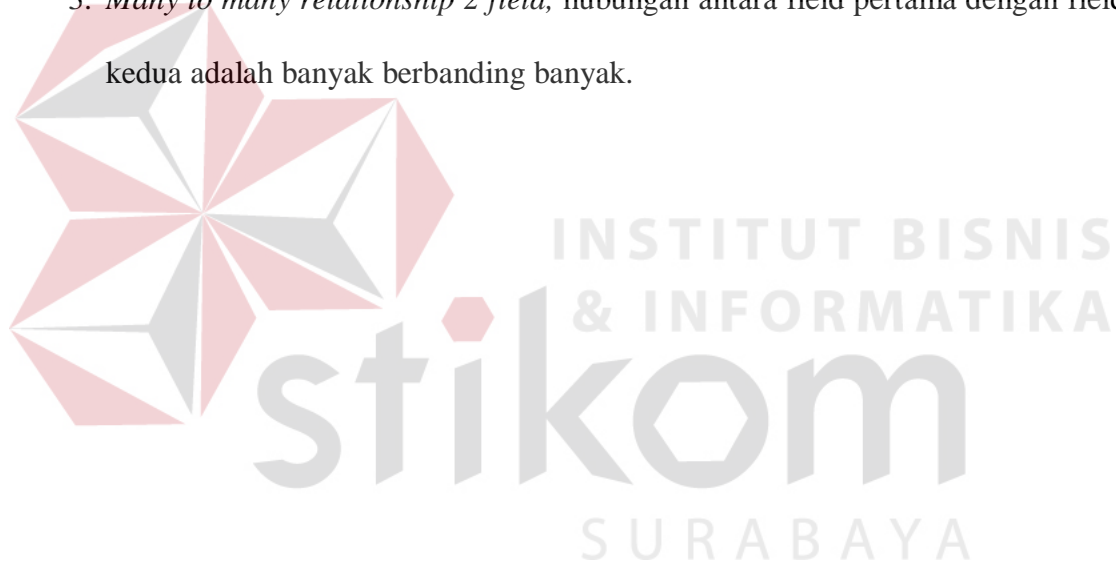 3. Many to many relationship 2 field, hubungan antara field pertama dengan field
kedua adalah banyak berbanding banyak.
INSTITUT BISNIS
& INFORMATIKA
stikom
SURABAYA